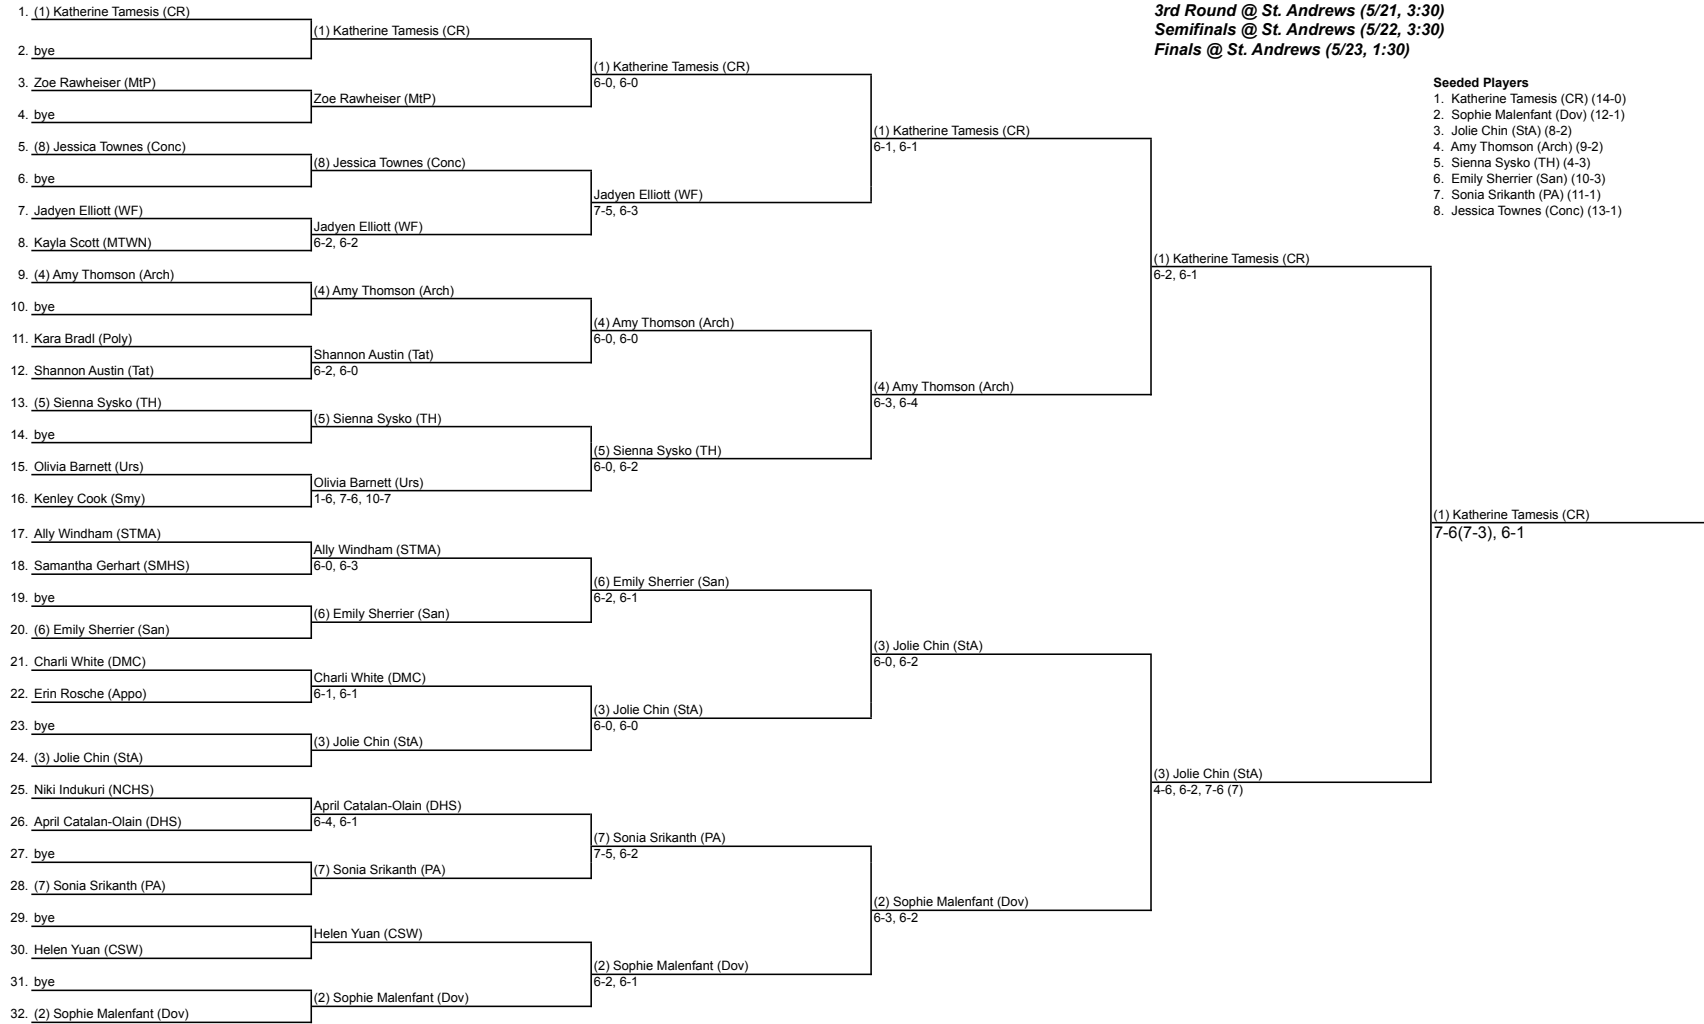 3rd Round @ St. Andrews (5/21, 3:30)
Semifinals @ St. Andrews (5/22, 3:30)
Finals @ St. Andrews (5/23, 1:30)
Seeded Players
1. Katherine Tamesis (CR) (14-0)
2. Sophie Malenfant (Dov) (12-1)
3. Jolie Chin (StA) (8-2)
4. Amy Thomson (Arch) (9-2)
5. Sienna Sysko (TH) (4-3)
6. Emily Sherrier (San) (10-3)
7. Sonia Srikanth (PA) (11-1)
8. Jessica Townes (Conc) (13-1)
1. (1) Katherine Tamesis (CR)
2. bye
3. Zoe Rawheiser (MtP)
4. bye
5. (8) Jessica Townes (Conc)
6. bye
7. Jadyen Elliott (WF)
8. Kayla Scott (MTWN)
9. (4) Amy Thomson (Arch)
10. bye
11. Kara Bradl (Poly)
12. Shannon Austin (Tat)
13. (5) Sienna Sysko (TH)
14. bye
15. Olivia Barnett (Urs)
16. Kenley Cook (Smy)
17. Ally Windham (STMA)
18. Samantha Gerhart (SMHS)
19. bye
20. (6) Emily Sherrier (San)
21. Charli White (DMC)
22. Erin Rosche (Appo)
23. bye
24. (3) Jolie Chin (StA)
25. Niki Indukuri (NCHS)
26. April Catalan-Olain (DHS)
27. bye
28. (7) Sonia Srikanth (PA)
29. bye
30. Helen Yuan (CSW)
31. bye
32. (2) Sophie Malenfant (Dov)
(1) Katherine Tamesis (CR)
Zoe Rawheiser (MtP)
(8) Jessica Townes (Conc)
Jadyen Elliott (WF)
6-2, 6-2
(4) Amy Thomson (Arch)
Shannon Austin (Tat)
6-2, 6-0
(5) Sienna Sysko (TH)
Olivia Barnett (Urs)
1-6, 7-6, 10-7
Ally Windham (STMA)
6-0, 6-3
(6) Emily Sherrier (San)
Charli White (DMC)
6-1, 6-1
(3) Jolie Chin (StA)
April Catalan-Olain (DHS)
6-4, 6-1
(7) Sonia Srikanth (PA)
Helen Yuan (CSW)
(2) Sophie Malenfant (Dov)
(1) Katherine Tamesis (CR)
6-0, 6-0
Jadyen Elliott (WF)
7-5, 6-3
(4) Amy Thomson (Arch)
6-0, 6-0
(5) Sienna Sysko (TH)
6-0, 6-2
(6) Emily Sherrier (San)
6-2, 6-1
(3) Jolie Chin (StA)
6-0, 6-0
(7) Sonia Srikanth (PA)
7-5, 6-2
(2) Sophie Malenfant (Dov)
6-2, 6-1
(1) Katherine Tamesis (CR)
6-1, 6-1
(4) Amy Thomson (Arch)
6-3, 6-4
(3) Jolie Chin (StA)
6-0, 6-2
(2) Sophie Malenfant (Dov)
6-3, 6-2
(1) Katherine Tamesis (CR)
6-2, 6-1
(3) Jolie Chin (StA)
4-6, 6-2, 7-6 (7)
(1) Katherine Tamesis (CR)
7-6(7-3), 6-1